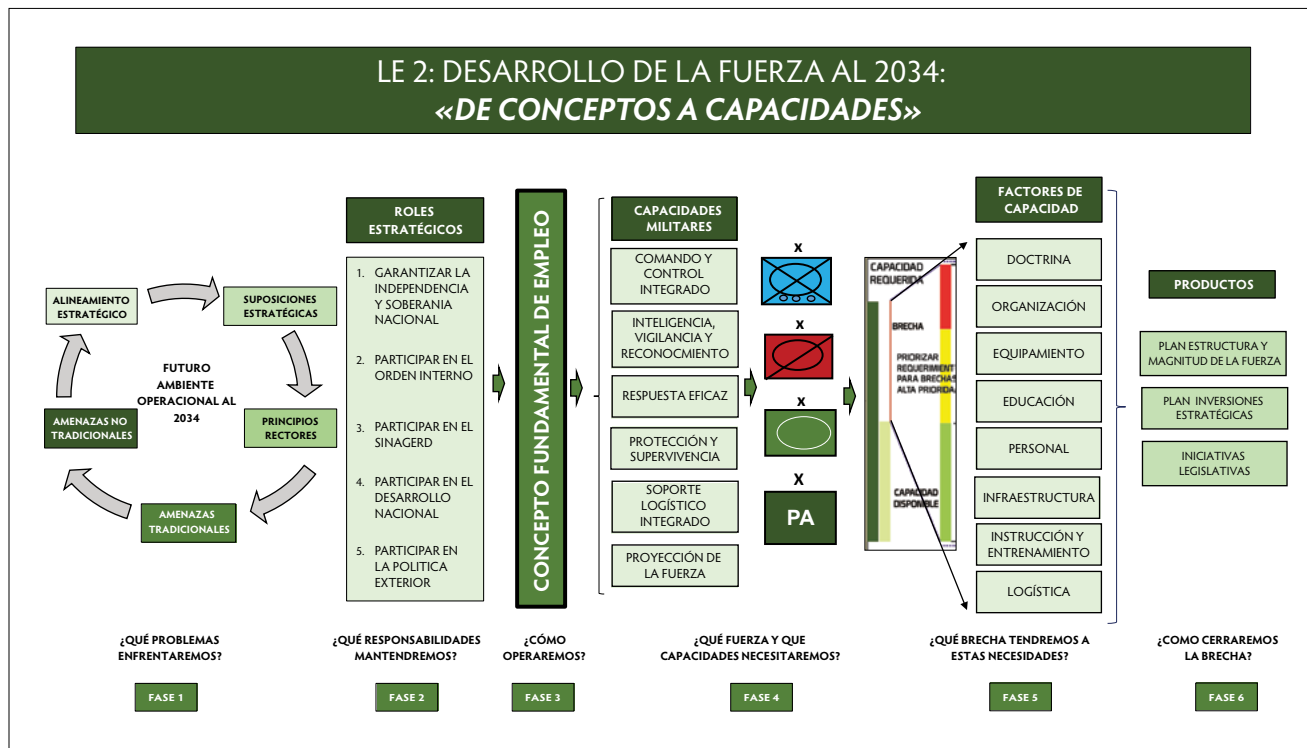 LE 2: DESARROLLO DE LA FUERZA AL 2034:
«DE CONCEPTOS A CAPACIDADES»
ALINEAMIENTO
ESTRATÉGICO
SUPOSICIONES
ESTRATÉGICAS
FUTURO
AMBIENTE
OPERACIONAL AL
2034
AMENAZAS NO
TRADICIONALES
PRINCIPIOS
RECTORES
AMENAZAS
TRADICIONALES
¿QUÉ PROBLEMAS
ENFRENTAREMOS?
FASE 1
ROLES
ESTRATÉGICOS
1. GARANTIZAR LA
INDEPENDENCIA
Y SOBERANIA
NACIONAL
2. PARTICIPAR EN EL
ORDEN INTERNO
3. PARTICIPAR EN EL
SINAGERD
4. PARTICIPAR EN EL
DESARROLLO
NACIONAL
5. PARTICIPAR EN
LA POLITICA
EXTERIOR
¿QUÉ RESPONSABILIDADES
MANTENDREMOS?
FASE 2
CONCEPTO FUNDAMENTAL DE EMPLEO
¿CÓMO
OPERAREMOS?
FASE 3
CAPACIDADES
MILITARES
COMANDO Y
CONTROL
INTEGRADO
INTELIGENCIA,
VIGILANCIA Y
RECONOCMIENTO
RESPUESTA EFICAZ
PROTECCIÓN Y
SUPERVIVENCIA
SOPORTE
LOGÍSTICO
INTEGRADO
PROYECCIÓN DE
LA FUERZA
X
X
X
X
PA
¿QUÉ FUERZA Y QUE
CAPACIDADES NECESITAREMOS?
FASE 4
CAPACIDAD
REQUERIDA
BRECHA
PRIORIZAR
REQUERIMIENT
PARA BRECHAS
ALTA PRIORIDA
CAPACIDAD
DISPONIBLE
FACTORES DE
CAPACIDAD
DOCTRINA
ORGANIZACIÓN
EQUIPAMIENTO
EDUCACIÓN
PERSONAL
INFRAESTRUCTURA
INSTRUCCIÓN Y
ENTRENAMIENTO
LOGÍSTICA
¿QUÉ BRECHA TENDREMOS A
ESTAS NECESIDADES?
FASE 5
PRODUCTOS
PLAN ESTRUCTURA Y
MAGNITUD DE LA FUERZA
PLAN INVERSIONES
ESTRATÉGICAS
INICIATIVAS
LEGISLATIVAS
¿COMO CERRAREMOS
LA BRECHA?
FASE 6